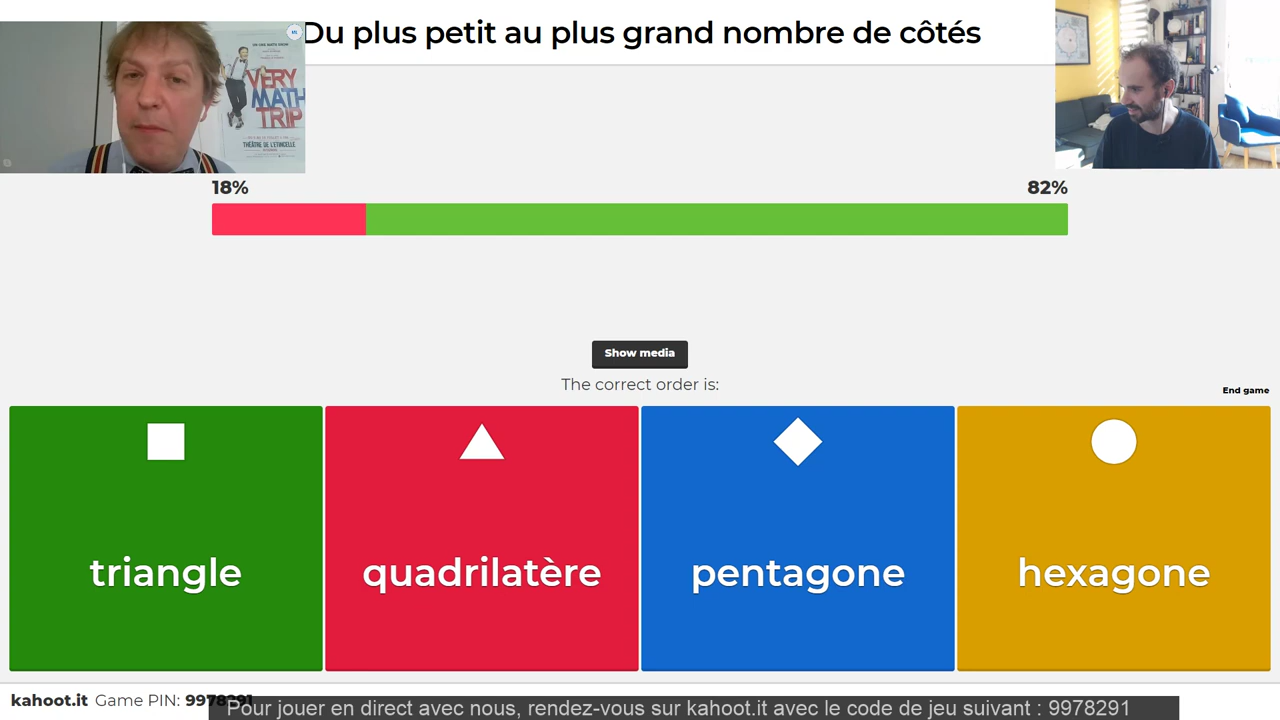 Du plus petit au plus grand nombre de côtés
VERY
MATH
TRIP
THÉÂTRE DE L'ETINCELLE
18%
82%
Show media
The correct order is:
End game
triangle
quadrilatère
pentagone
hexagone
kahoot.it Game PIN: 9978291
Pour jouer en direct avec nous, rendez-vous sur kahoot.it avec le code de jeu suivant : 9978291